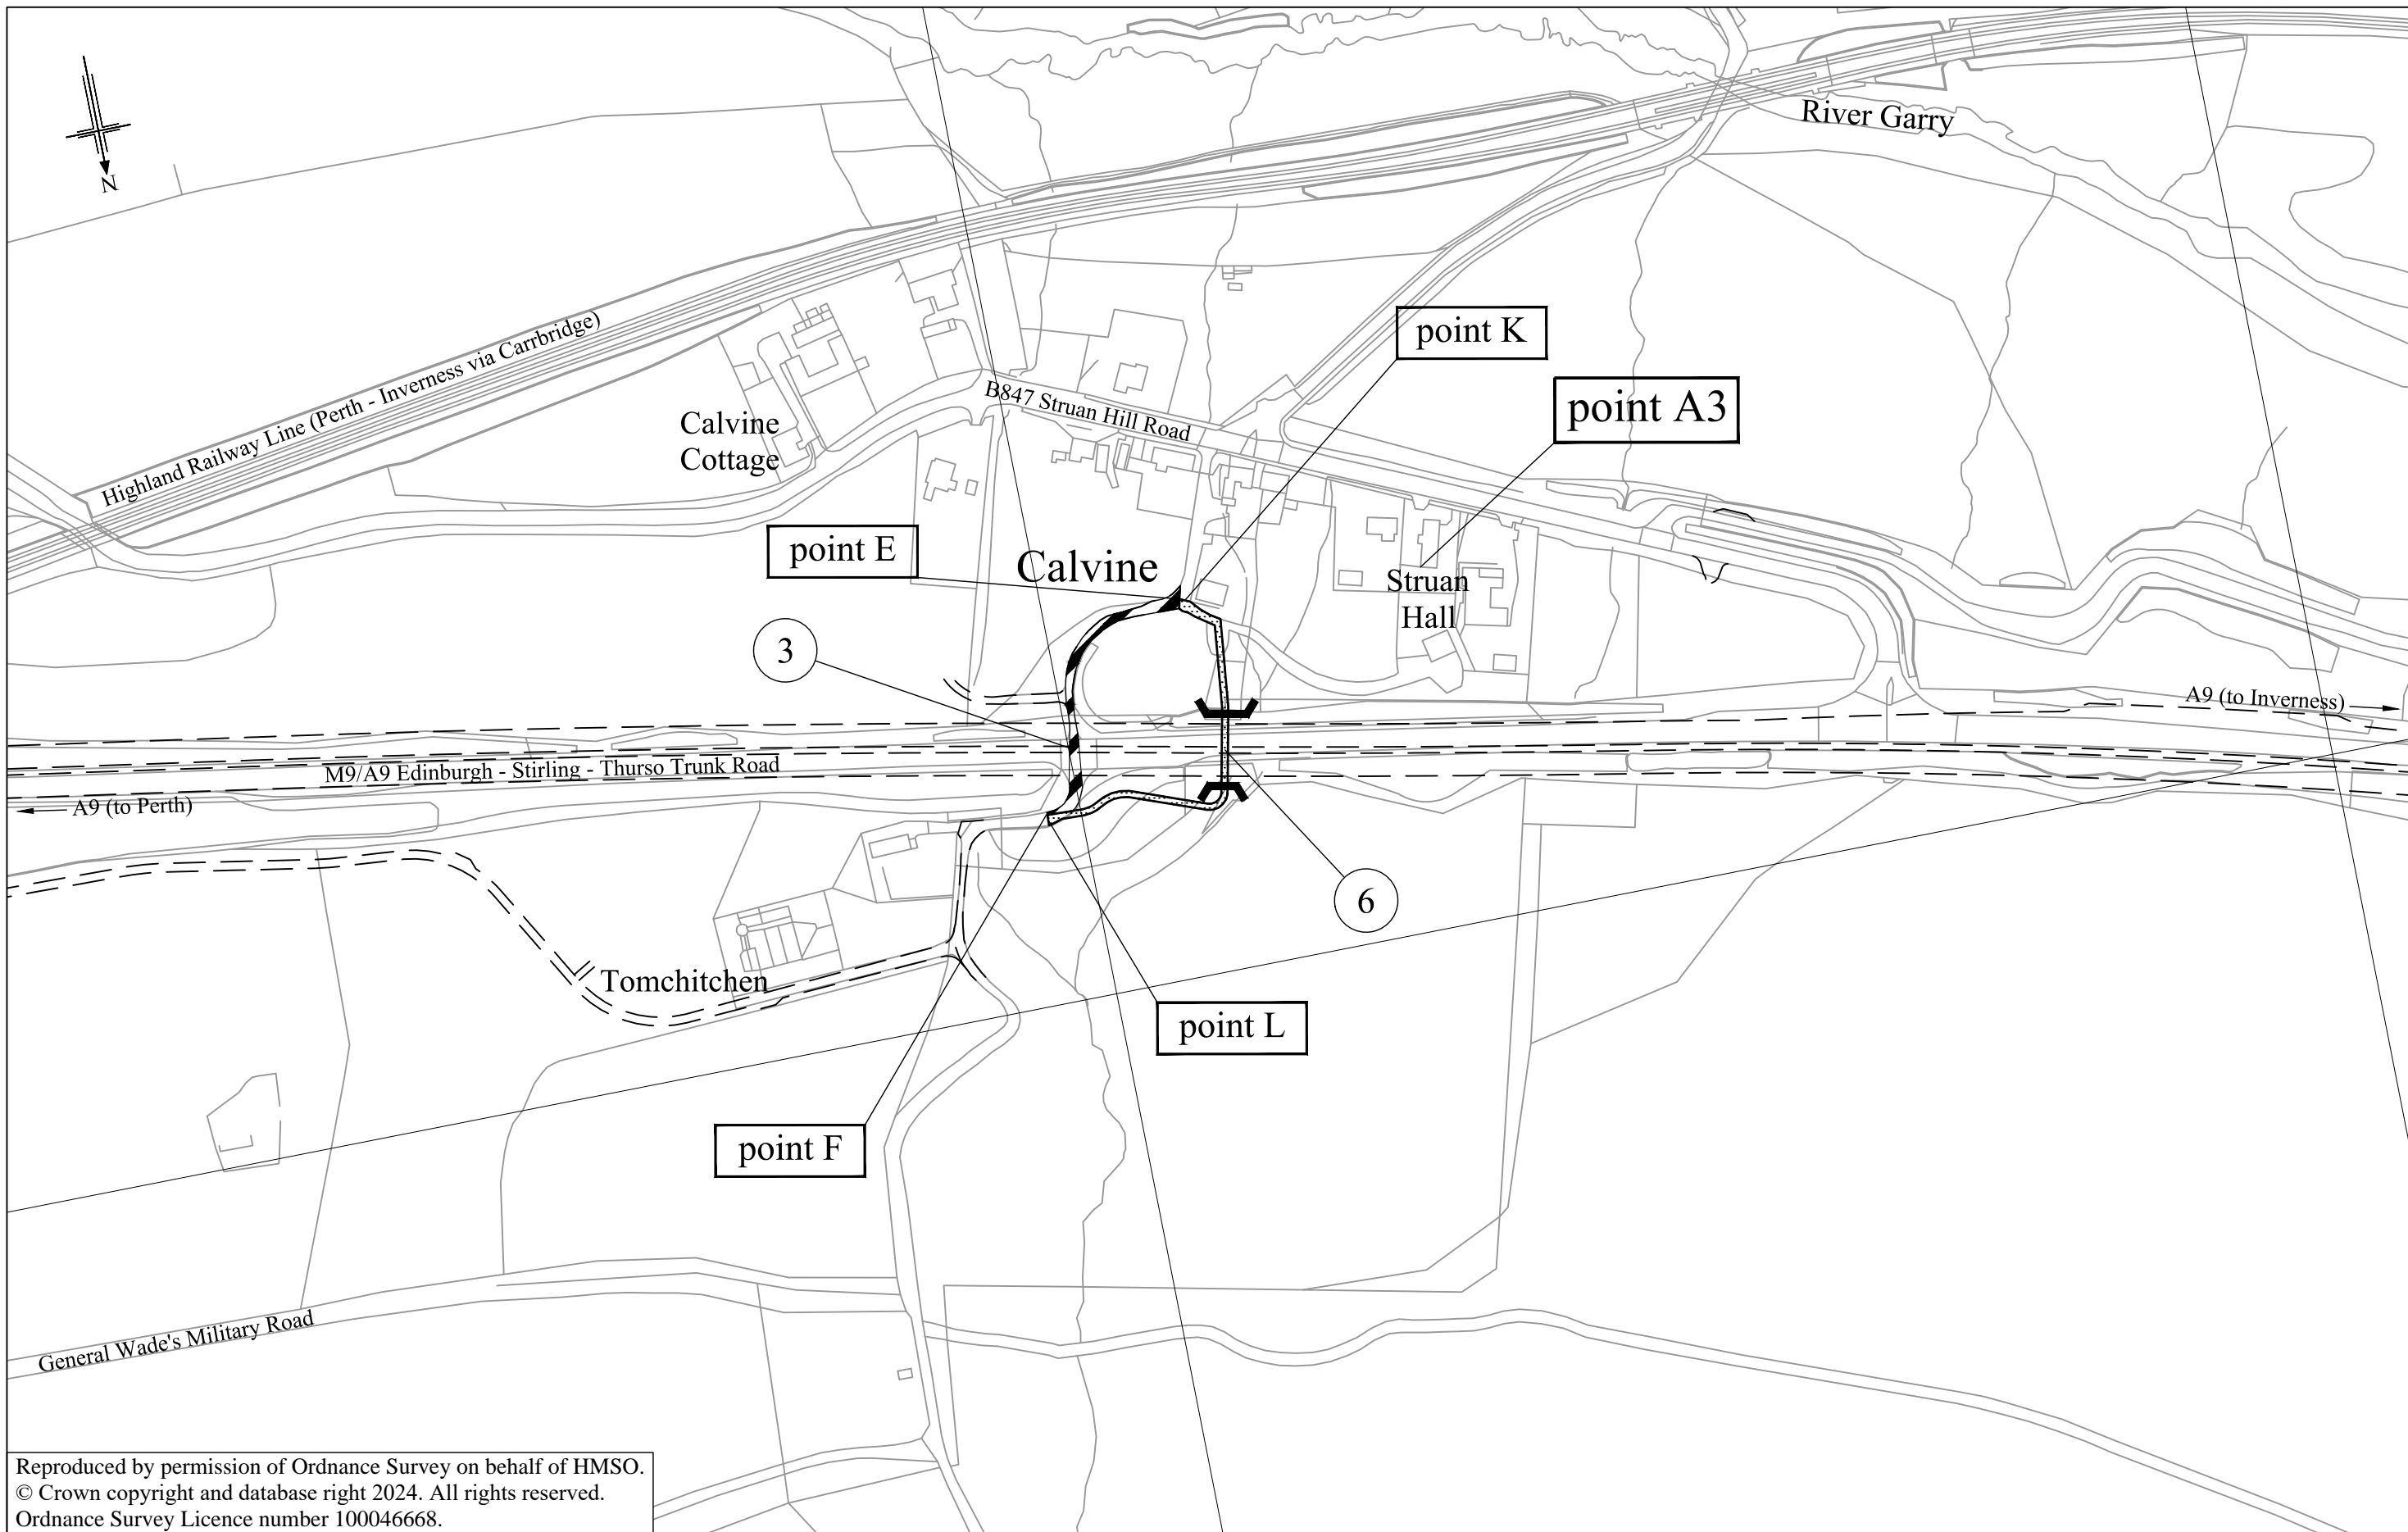 N
River Garry
point K
Highland Railway Line (Perth - Inverness via Carrbridge)
B847 Struan Hill Road
point A3
Calvine
Cottage
point E
Calvine
Struan
Hall
3
A9 (to Inverness)
M9/A9 Edinburgh - Stirling - Thurso Trunk Road
A9 (to Perth)
6
Tomchitchen
point L
point F
General Wade's Military Road
Reproduced by permission of Ordnance Survey on behalf of HMSO.
© Crown copyright and database right 2024. All rights reserved.
Ordnance Survey Licence number 100046668.